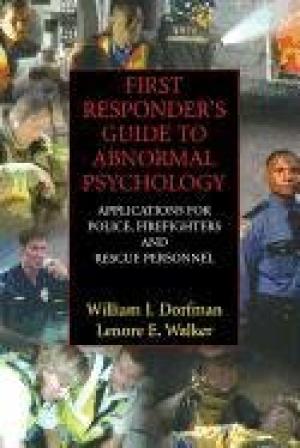 FIRST
RESPONDER'S
GUIDE TO
ABNORMAL
PSYCHOLOGY
APPLICATIONS FOR
POLICE, FIREFIGHTERS
AND
RESCUE PERSONNEL
William I. Dorfman
Lenore E. Walker